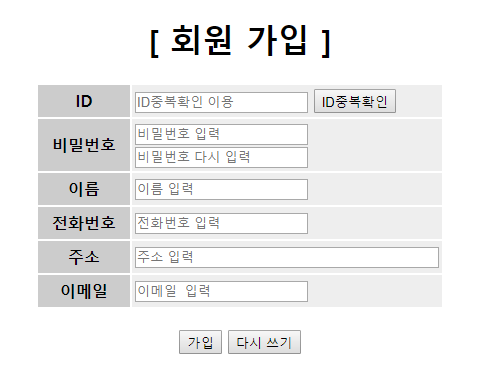 [ 회원 가입 ]
ID ID중복확인 이용 ID중복확인
비밀번호 비밀번호 입력
비밀번호 다시 입력
이름 이름 입력
전화번호 전화번호 입력
주소 주소 입력
이메일 이메일 입력
가입 다시 쓰기